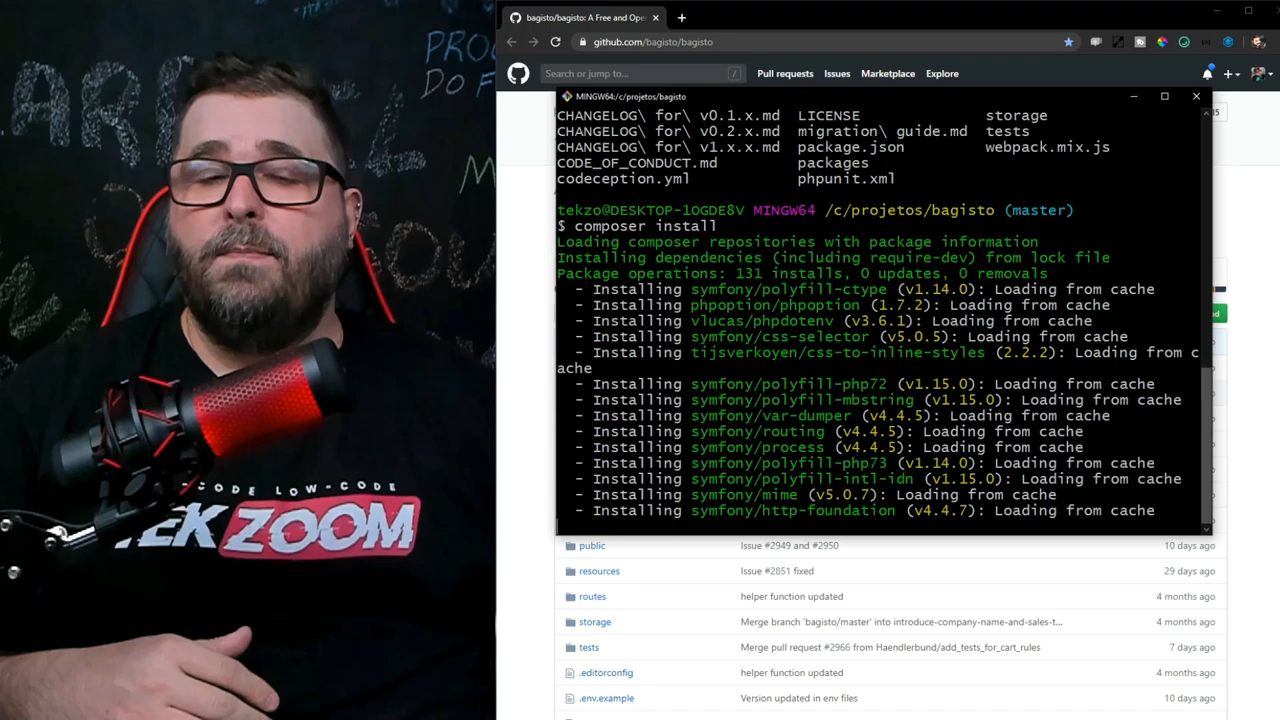 bagisto/bagisto: A Free and Ope
github.com/bagisto/bagisto
Search or jump to...
/
Pull requests
Issues
Marketplace
Explore
MINGW64:/c/projetos/bagisto
CHANGELOG\ for\ v0.1.x.md LICENSE storage
CHANGELOG\ for\ v0.2.x.md migration\ guide.md tests
CHANGELOG\ for\ v1.x.x.md package.json webpack.mix.js
CODE_OF_CONDUCT.md packages
codeception.yml phpunit.xml
tekzo@DESKTOP-1OGDE8V MINGW64 /c/projetos/bagisto (master)
$ composer install
Loading composer repositories with package information
Installing dependencies (including require-dev) from lock file
Package operations: 131 installs, 0 updates, 0 removals
- Installing symfony/polyfill-ctype (v1.14.0): Loading from cache
- Installing phpoption/phpoption (1.7.2): Loading from cache
- Installing vlucas/phpdotenv (v3.6.1): Loading from cache
- Installing symfony/css-selector (v5.0.5): Loading from cache
- Installing tijsverkoyen/css-to-inline-styles (2.2.2): Loading from c
ache
- Installing symfony/polyfill-php72 (v1.15.0): Loading from cache
- Installing symfony/polyfill-mbstring (v1.15.0): Loading from cache
- Installing symfony/var-dumper (v4.4.5): Loading from cache
- Installing symfony/routing (v4.4.5): Loading from cache
- Installing symfony/process (v4.4.5): Loading from cache
- Installing symfony/polyfill-php73 (v1.14.0): Loading from cache
- Installing symfony/polyfill-intl-idn (v1.15.0): Loading from cache
- Installing symfony/mime (v5.0.7): Loading from cache
- Installing symfony/http-foundation (v4.4.7): Loading from cache
public Issue #2949 and #2950 10 days ago
resources Issue #2851 fixed 29 days ago
routes helper function updated 4 months ago
storage Merge branch 'bagisto/master' into introduce-company-name-and-sales-t... 4 months ago
tests Merge pull request #2966 from Haendlerbund/add_tests_for_cart_rules 7 days ago
.editorconfig helper function updated 4 months ago
.env.example Version updated in env files 10 days ago
-CODE LOW-CODE
EKZOOM
DO F